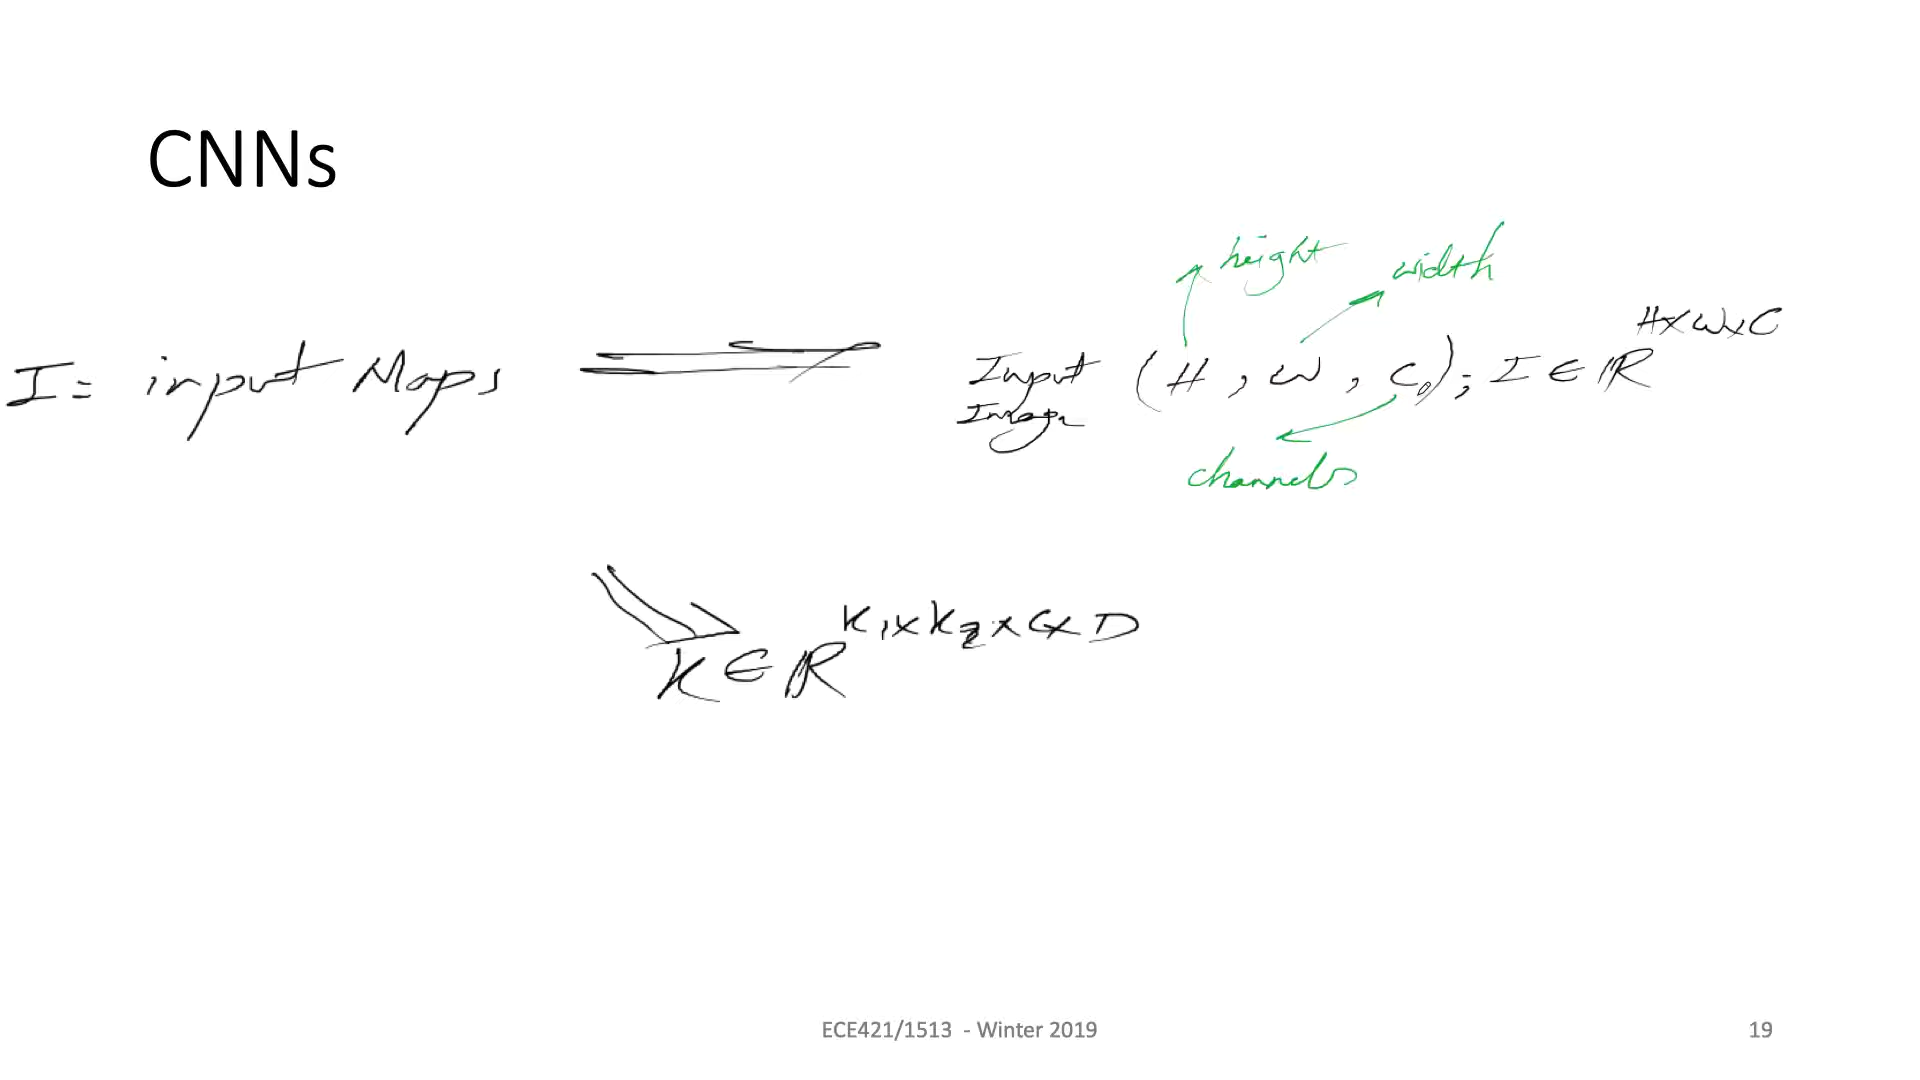 CNNs
height
width
I = input Maps
Input Image (H, W, C₀); I ∈ ℝ^{H×W×C}
channels
K ∈ ℝ^{K₁×K₂×C×D}
ECE421/1513 - Winter 2019
19